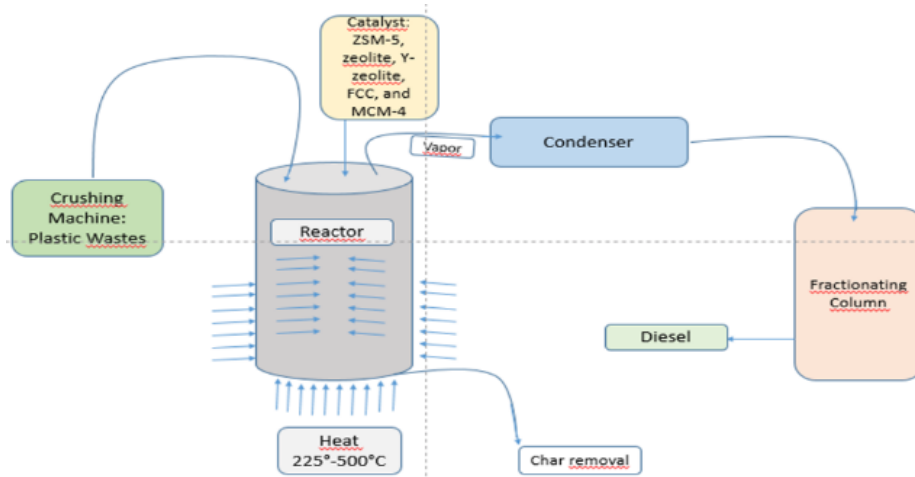 Catalyst:
ZSM-5,
zeolite, Y-
zeolite,
FCC, and
MCM-4
Vapor
Condenser
Crushing
Machine:
Plastic Wastes
Reactor
Fractionating
Column
Diesel
Heat
225°-500°C
Char removal